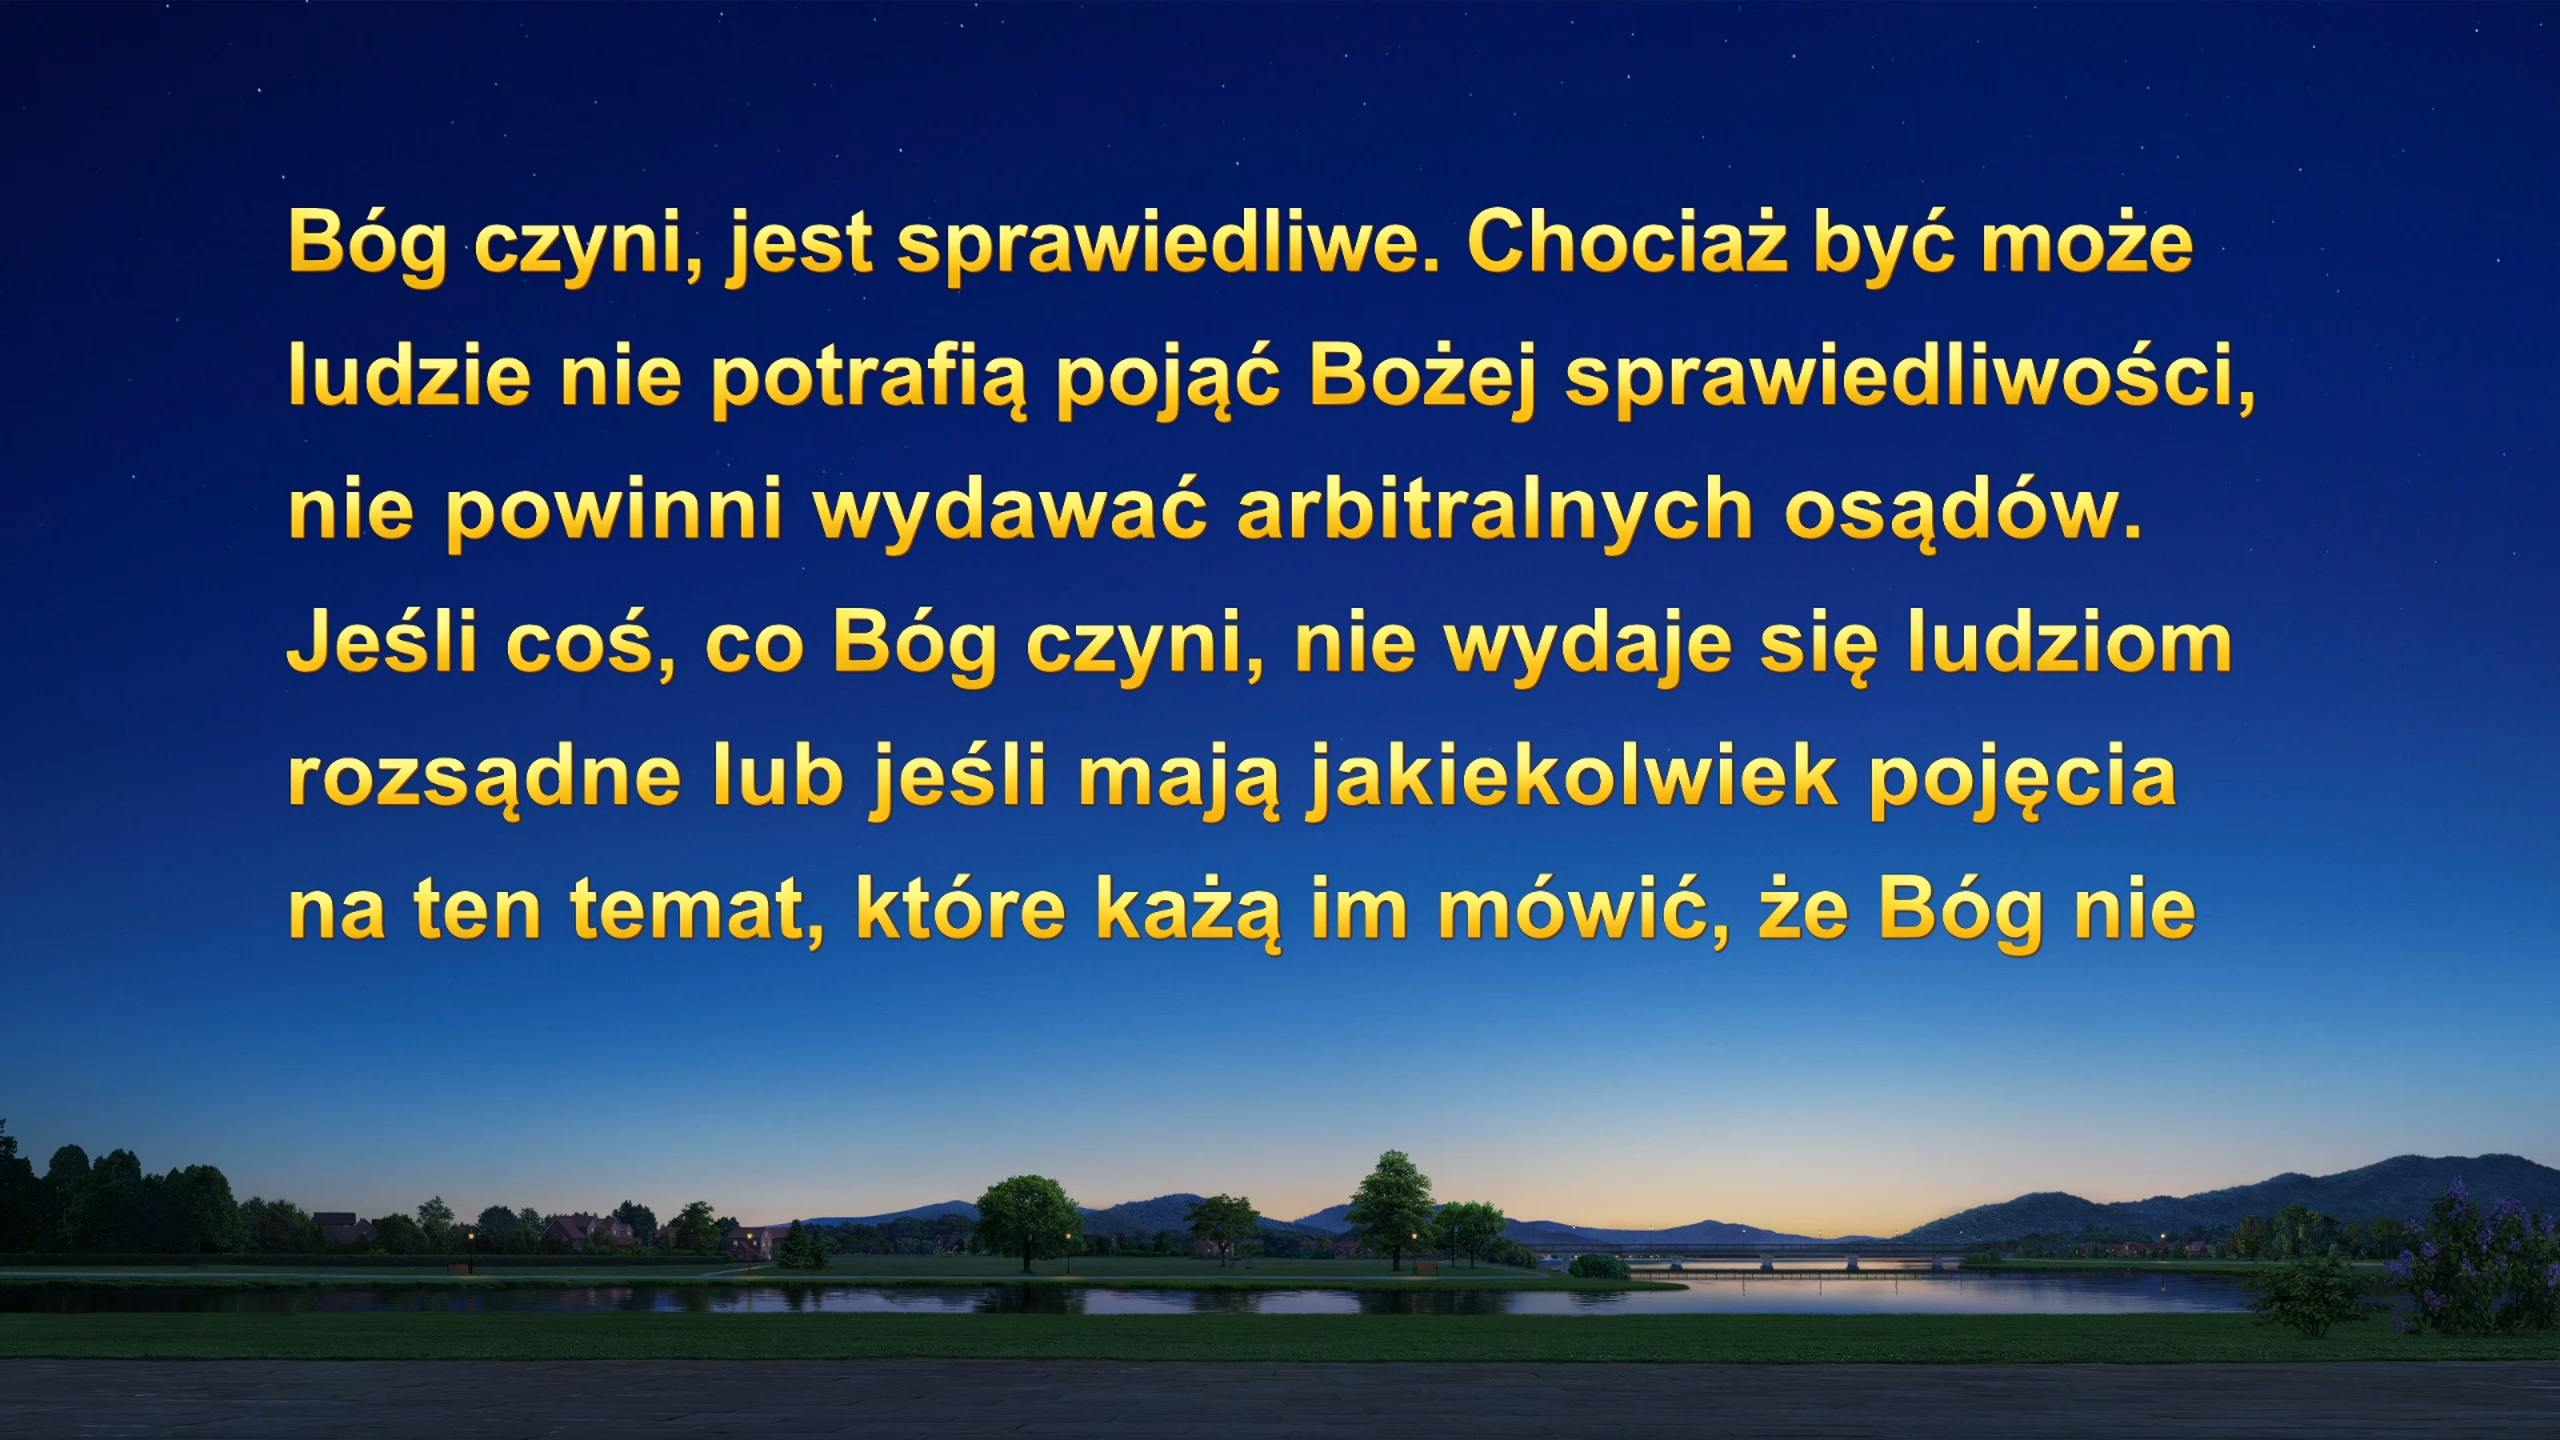 Bóg czyni, jest sprawiedliwe. Chociaż być może
ludzie nie potrafią pojąć Bożej sprawiedliwości,
nie powinni wydawać arbitralnych osądów.
Jeśli coś, co Bóg czyni, nie wydaje się ludziom
rozsądne lub jeśli mają jakiekolwiek pojęcia
na ten temat, które każą im mówić, że Bóg nie